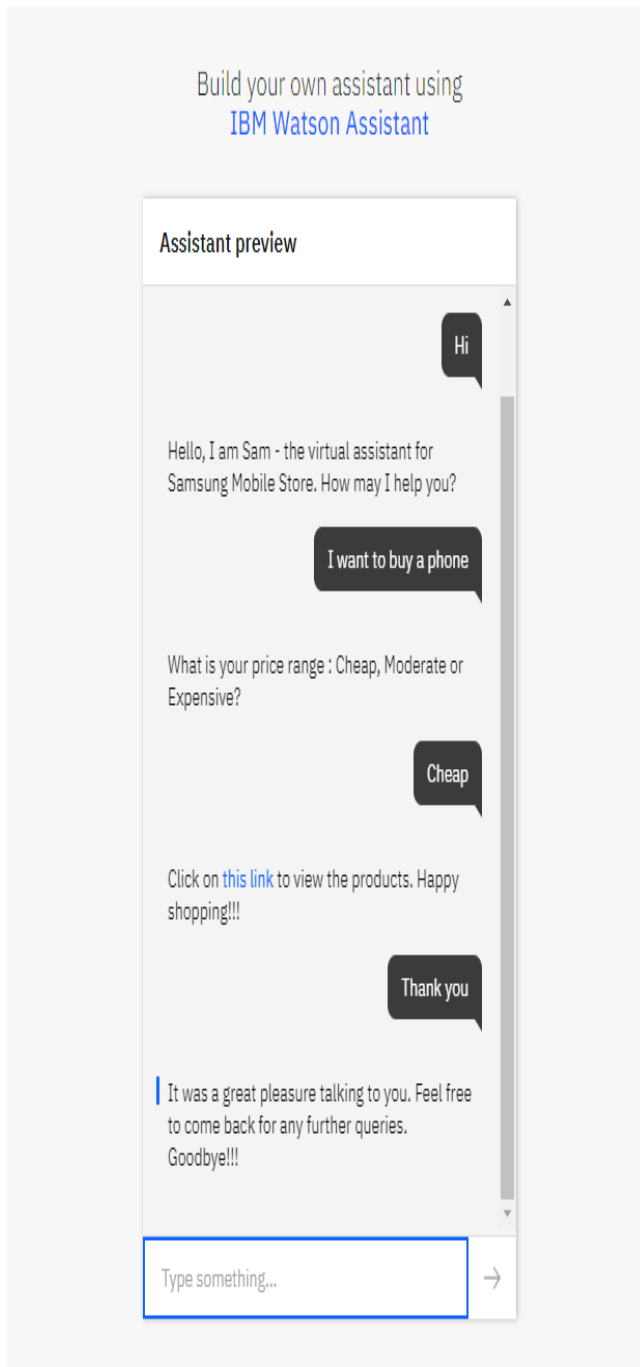 Build your own assistant using
IBM Watson Assistant
Assistant preview
Hi
Hello, I am Sam - the virtual assistant for
Samsung Mobile Store. How may I help you?
I want to buy a phone
What is your price range : Cheap, Moderate or
Expensive?
Cheap
Click on this link to view the products. Happy
shopping!!!
Thank you
It was a great pleasure talking to you. Feel free
to come back for any further queries.
Goodbye!!!
Type something...